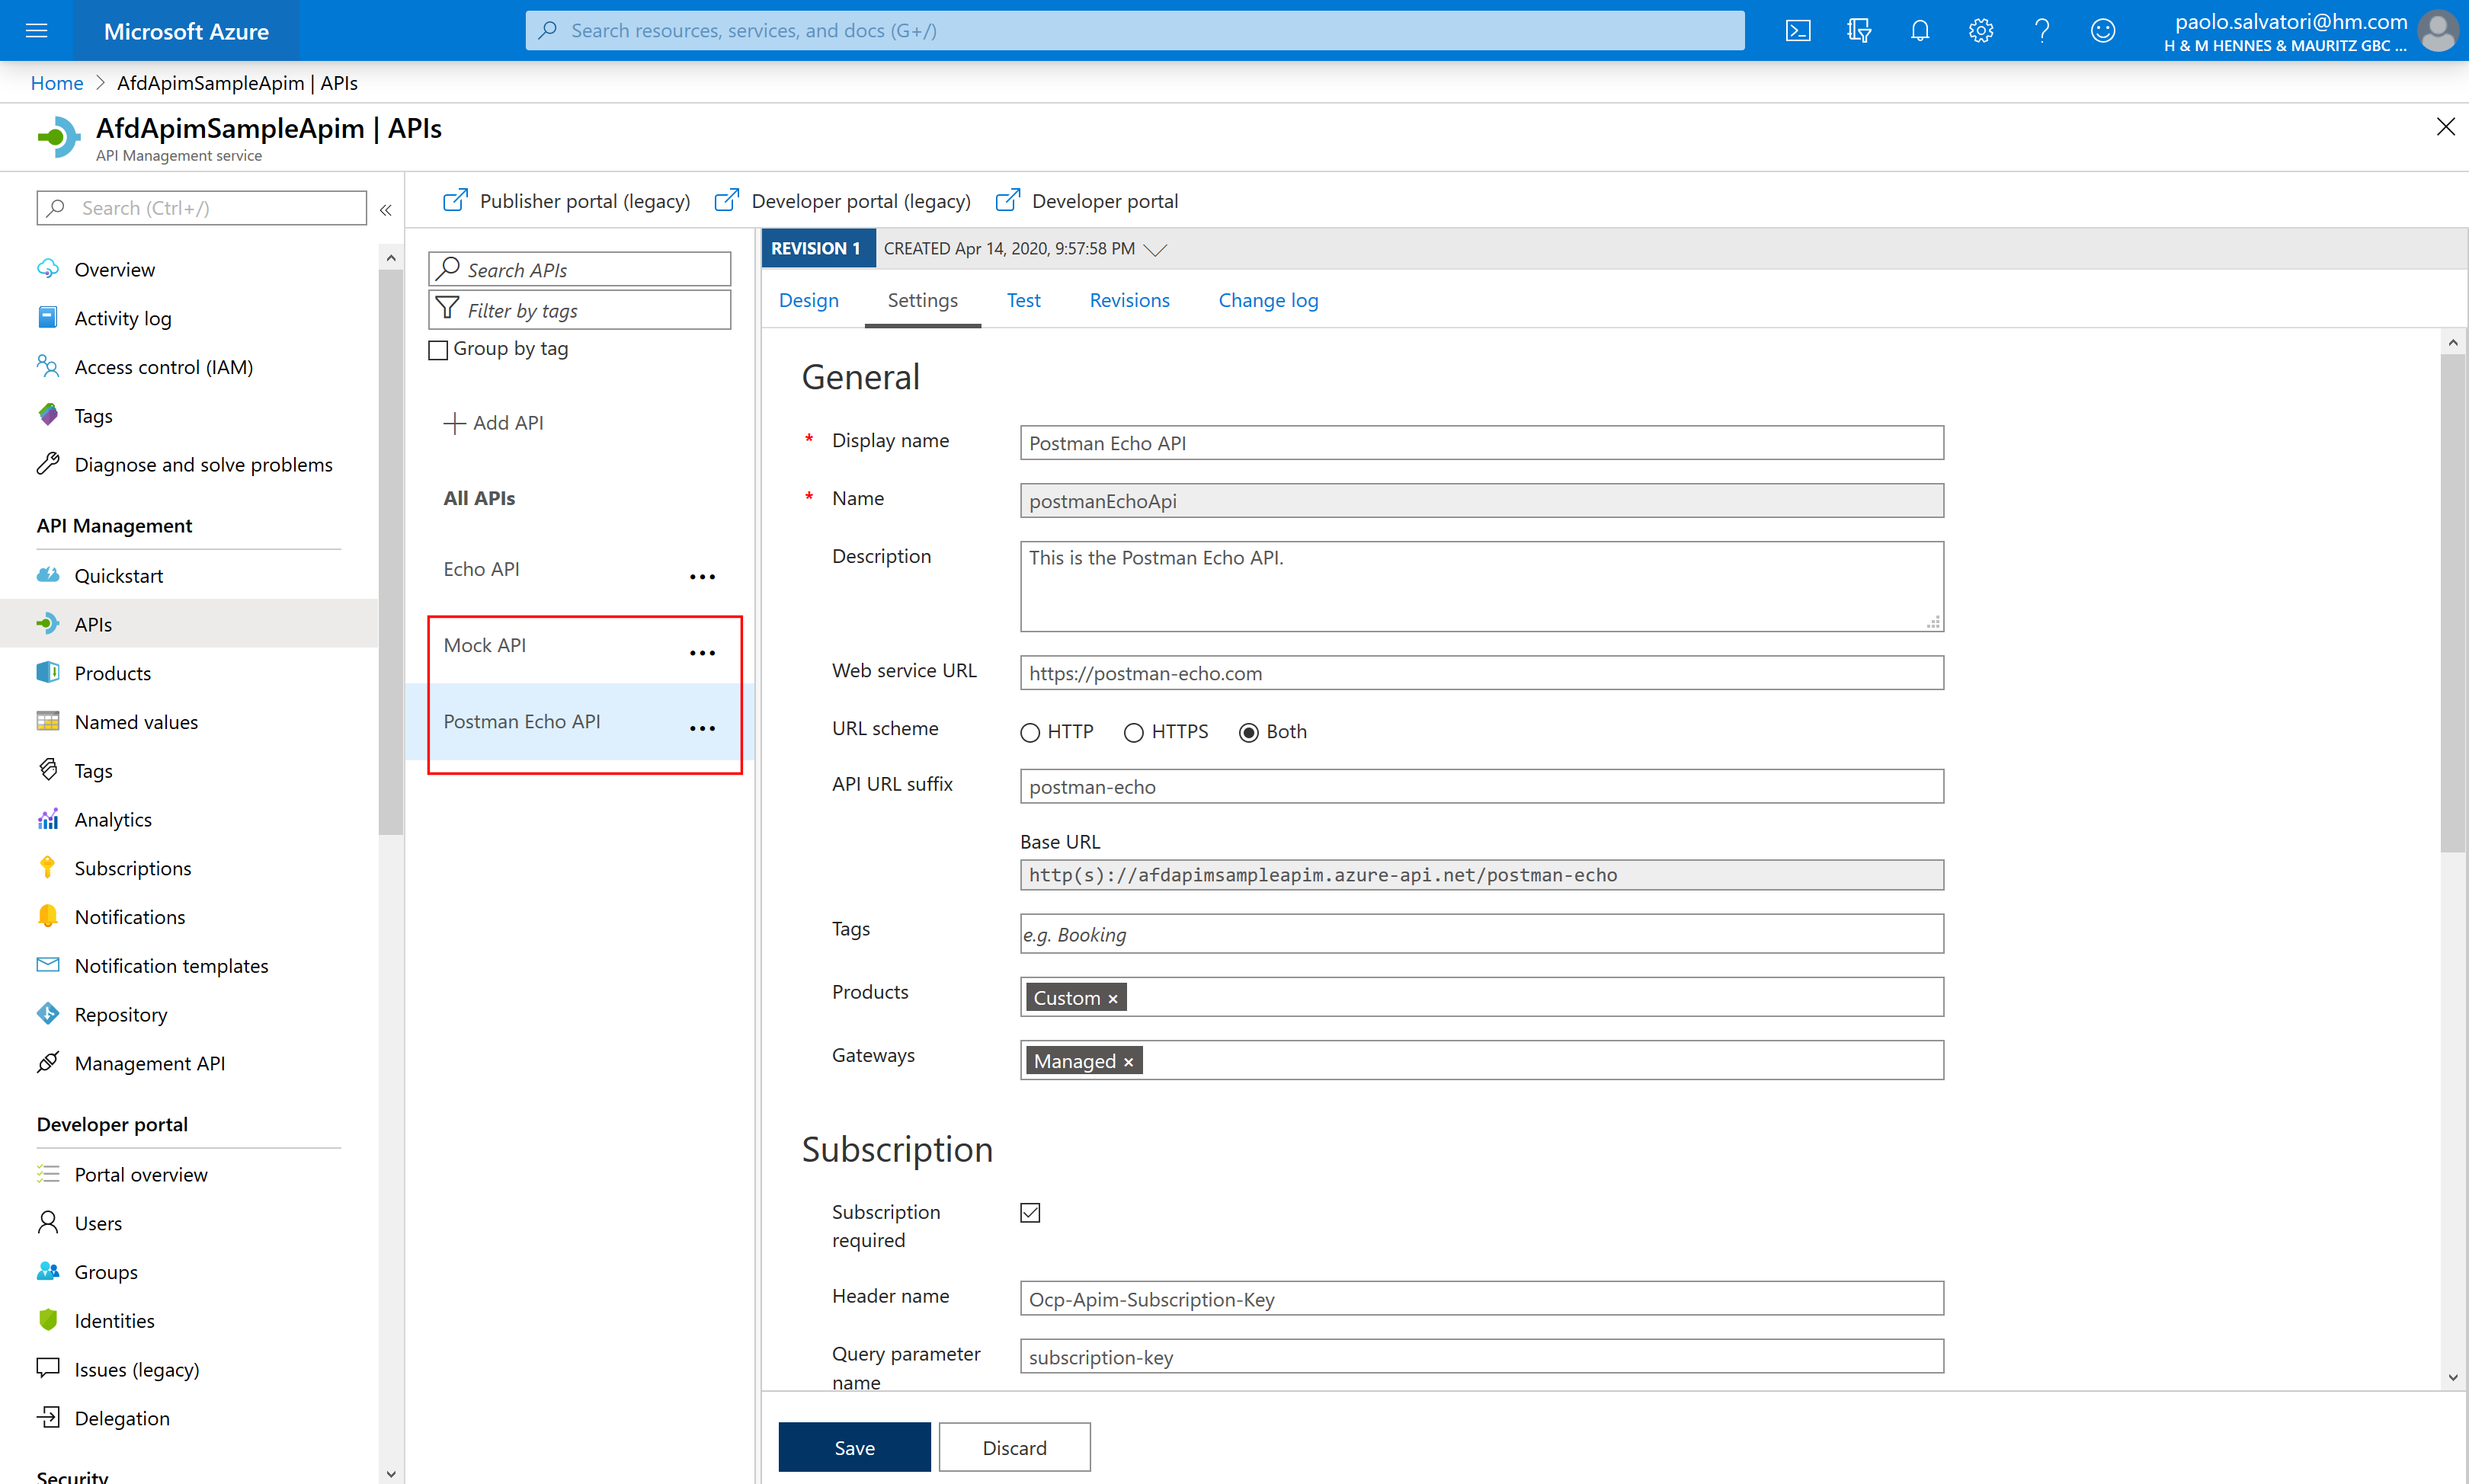 Microsoft Azure
Search resources, services, and docs (G+/)
paolo.salvatori@hm.com
H & M HENNES & MAURITZ GBC ...
Home > AfdApimSampleApim | APIs
AfdApimSampleApim | APIs
API Management service
Search (Ctrl+/)
«
Overview
Activity log
Access control (IAM)
Tags
Diagnose and solve problems
API Management
Quickstart
APIs
Products
Named values
Tags
Analytics
Subscriptions
Notifications
Notification templates
Repository
Management API
Developer portal
Portal overview
Users
Groups
Identities
Issues (legacy)
Delegation
Security
Publisher portal (legacy)
Developer portal (legacy)
Developer portal
Search APIs
Filter by tags
Group by tag
Add API
All APIs
Echo API
Mock API
Postman Echo API
REVISION 1
CREATED Apr 14, 2020, 9:57:58 PM
Design
Settings
Test
Revisions
Change log
General
* Display name
Postman Echo API
* Name
postmanEchoApi
Description
This is the Postman Echo API.
Web service URL
https://postman-echo.com
URL scheme
HTTP
HTTPS
Both
API URL suffix
postman-echo
Base URL
http(s)://afdapimsampleapim.azure-api.net/postman-echo
Tags
e.g. Booking
Products
Custom ×
Gateways
Managed ×
Subscription
Subscription
required
Header name
Ocp-Apim-Subscription-Key
Query parameter
name
subscription-key
Save
Discard